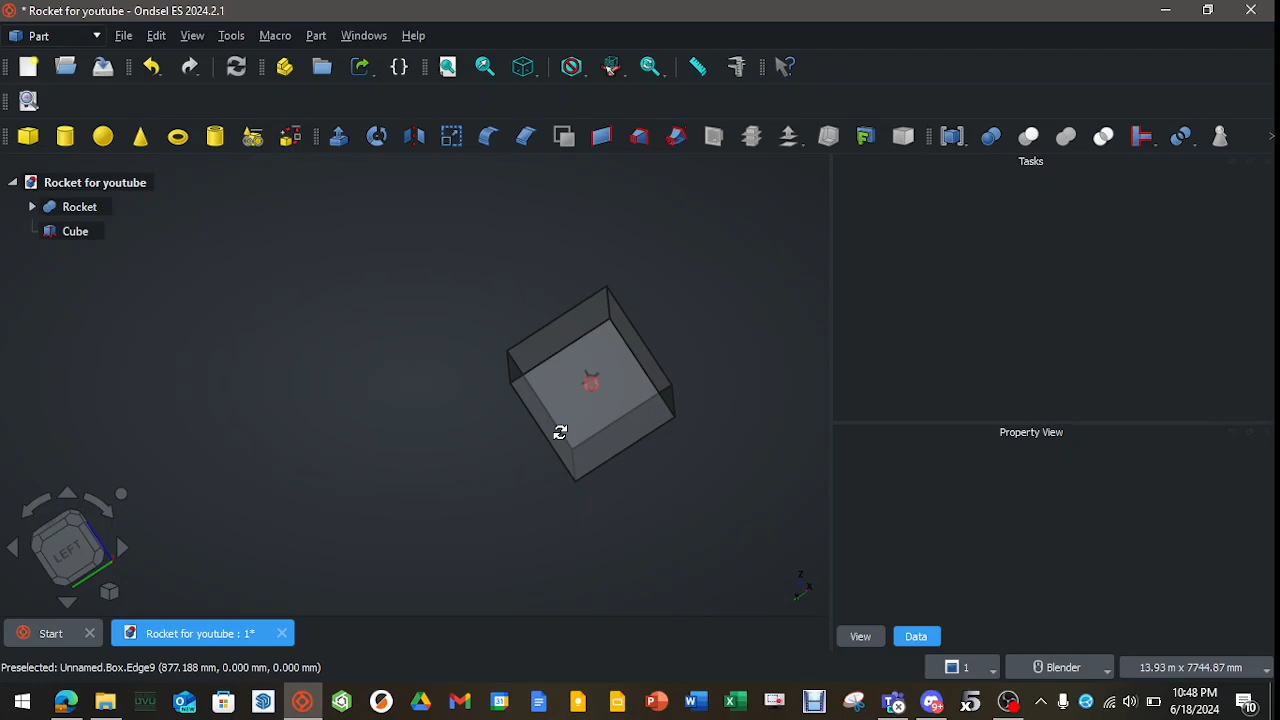 * Rocket for youtube - Ondsel ES 2024.2.1
Part File Edit View Tools Macro Part Windows Help
Tasks
Rocket for youtube
Rocket
Cube
Property View
LEFT
Z
X
Start Rocket for youtube : 1*
View Data
Preselected: Unnamed.Box.Edge9 (877.188 mm, 0.000 mm, 0.000 mm)
1 Blender 13.93 m x 7744.87 mm
10:48 PM
6/18/2024
10